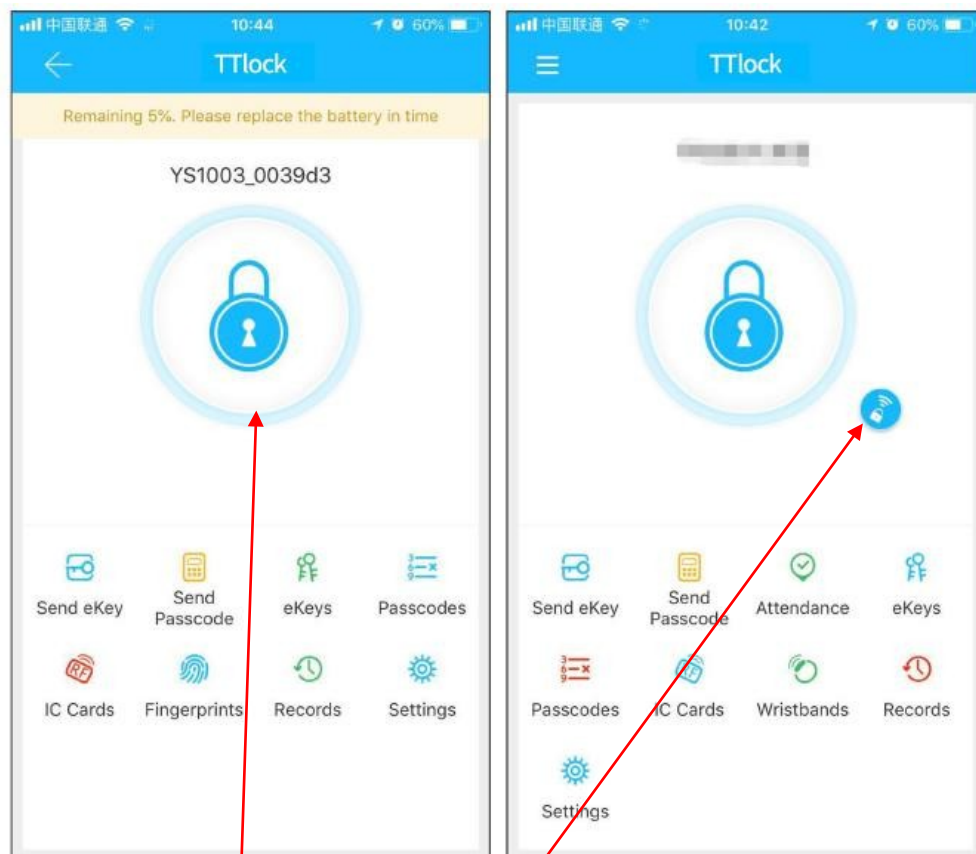 中国联通 10:44 60%
TTlock
Remaining 5%. Please replace the battery in time
YS1003_0039d3
Send eKey
Send
Passcode
eKeys
Passcodes
IC Cards
Fingerprints
Records
Settings
中国联通 10:42 60%
TTlock
Send eKey
Send
Passcode
Attendance
eKeys
Passcodes
IC Cards
Wristbands
Records
Settings